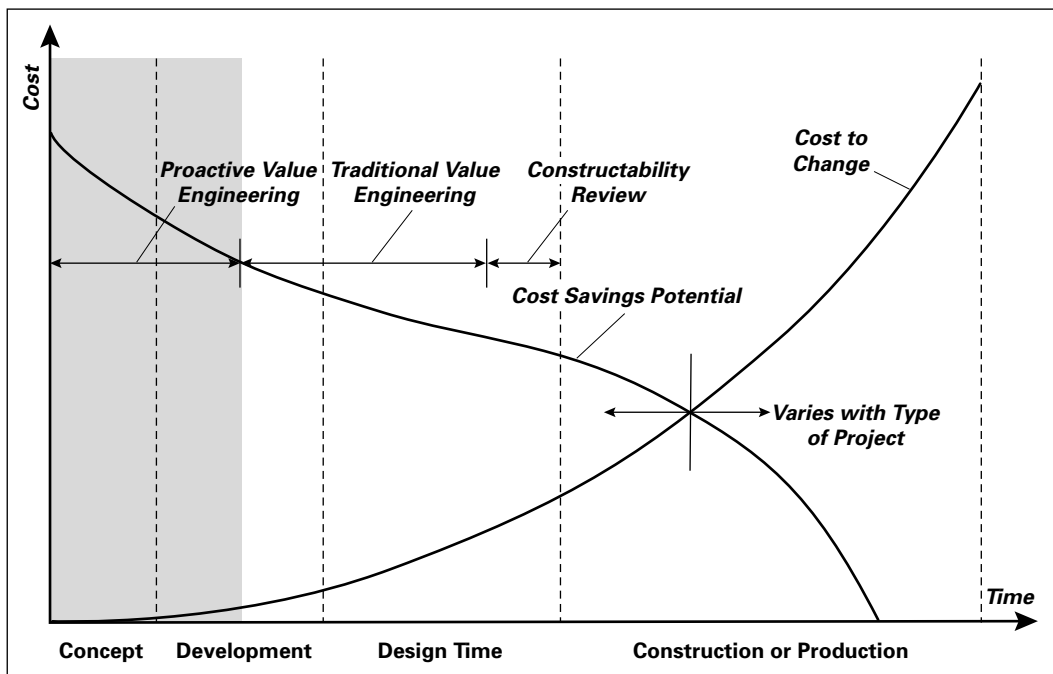 Cost
Cost to
Change
Proactive Value
Engineering
Traditional Value
Engineering
Constructability
Review
Cost Savings Potential
Varies with Type
of Project
Time
Concept
Development
Design Time
Construction or Production